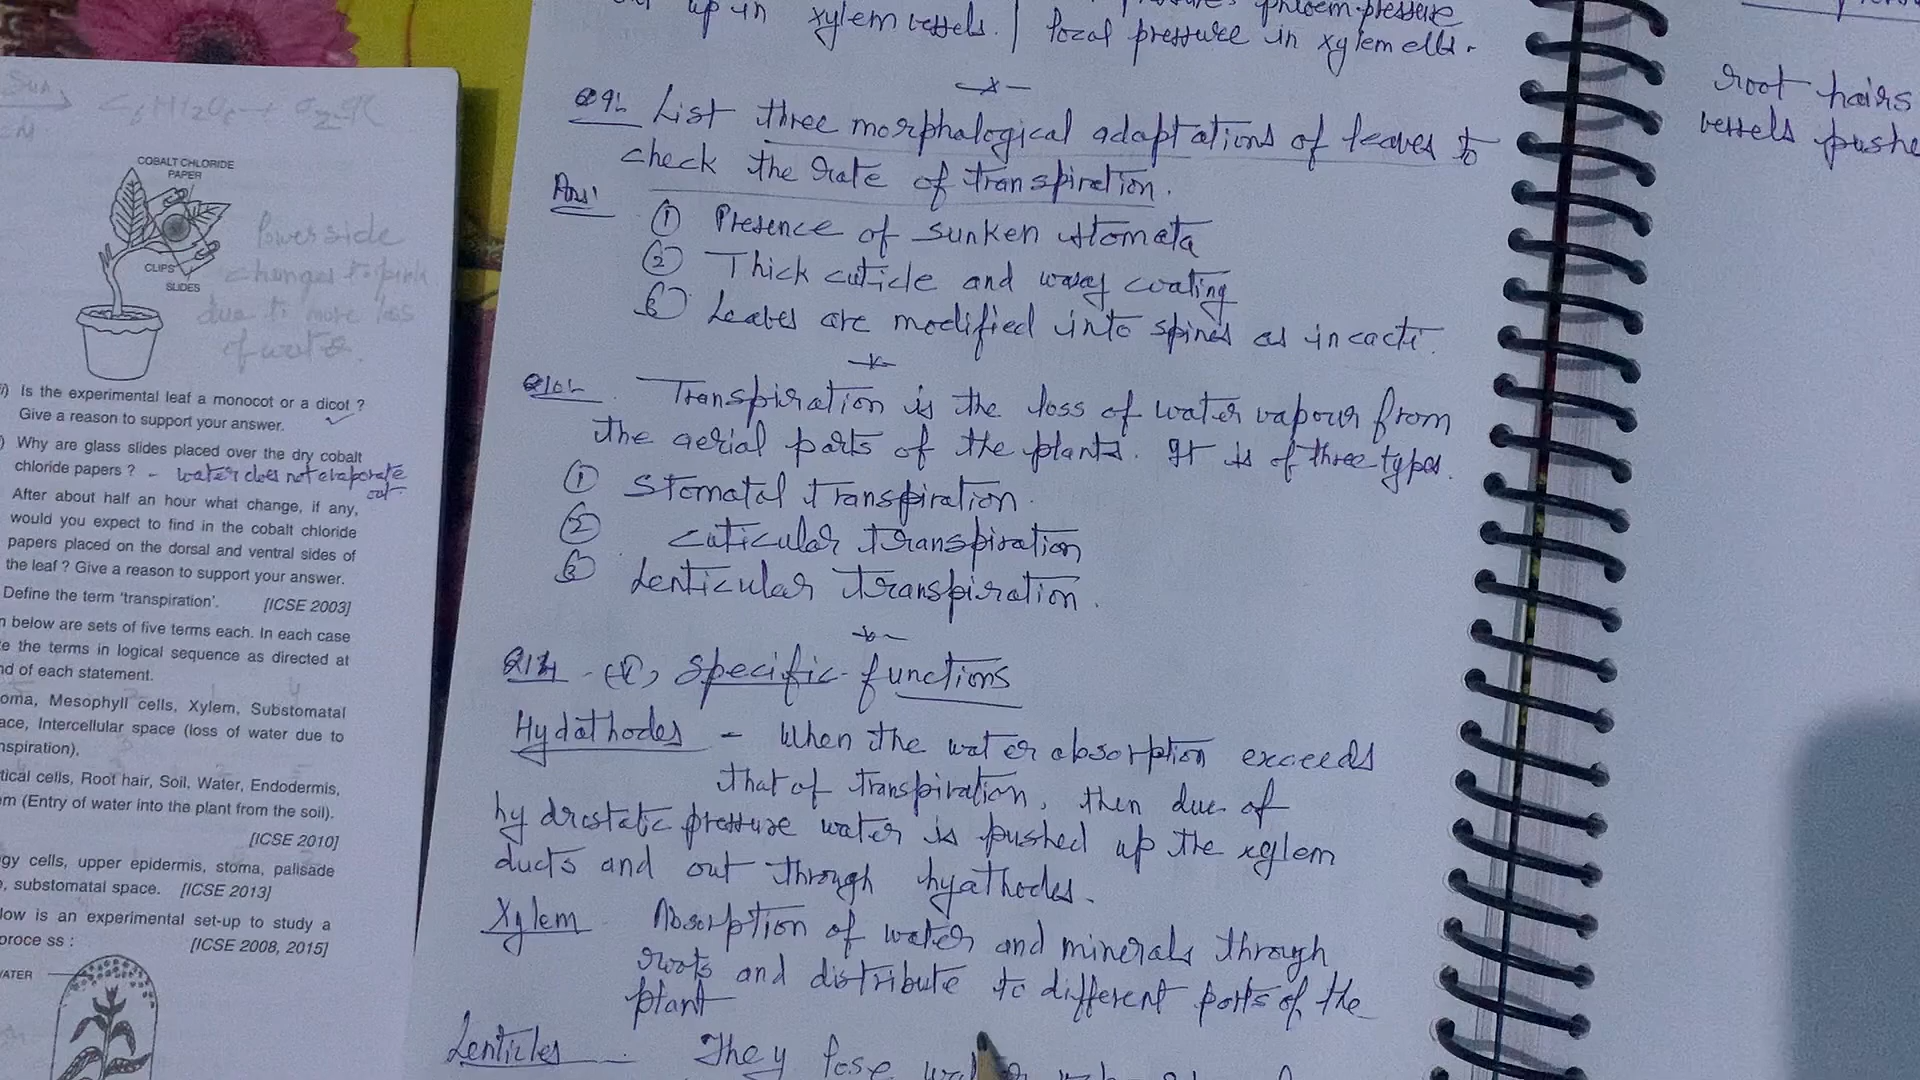 C6H12O6 + O2
COBALT CHLORIDE
PAPER
CLIPS
SLIDES
changes to pink
due to more loss
of water.
Is the experimental leaf a monocot or a dicot ?
Give a reason to support your answer.
Why are glass slides placed over the dry cobalt
chloride papers ? - water does not evaporate
out.
After about half an hour what change, if any,
would you expect to find in the cobalt chloride
papers placed on the dorsal and ventral sides of
the leaf ? Give a reason to support your answer.
Define the term 'transpiration'. [ICSE 2003]
n below are sets of five terms each. In each case
e the terms in logical sequence as directed at
nd of each statement.
oma, Mesophyll cells, Xylem, Substomatal
ace, Intercellular space (loss of water due to
nspiration),
tical cells, Root hair, Soil, Water, Endodermis,
m (Entry of water into the plant from the soil).
[ICSE 2010]
gy cells, upper epidermis, stoma, palisade
, substomatal space. [ICSE 2013]
low is an experimental set-up to study a
proce ss : [ICSE 2008, 2015]
ATER
up in xylem vessels. | phloem pressure
pressure in xylem
Q9. List three morphalogical adaptations of leaves to
check the rate of transpiration.
Ans:
① Presence of sunken stomata
② Thick cuticle and waxy coating
③ Leaves are modified into spines as in cacti.
Q10. Transpiration is the loss of water vapour from
the aerial parts of the plants. It is of three types.
① Stomatal transpiration.
② cuticular transpiration
③ Lenticular transpiration.
specific functions
Hydathodes - When the water absorption exceeds
that of transpiration, then due of
hydrostatic pressure water is pushed up the xylem
ducts and out through hyathodes.
Xylem Absorption of water and minerals through
roots and distribute to different parts of the
plant
Lenticles - They lose
root hairs
vessels pushe